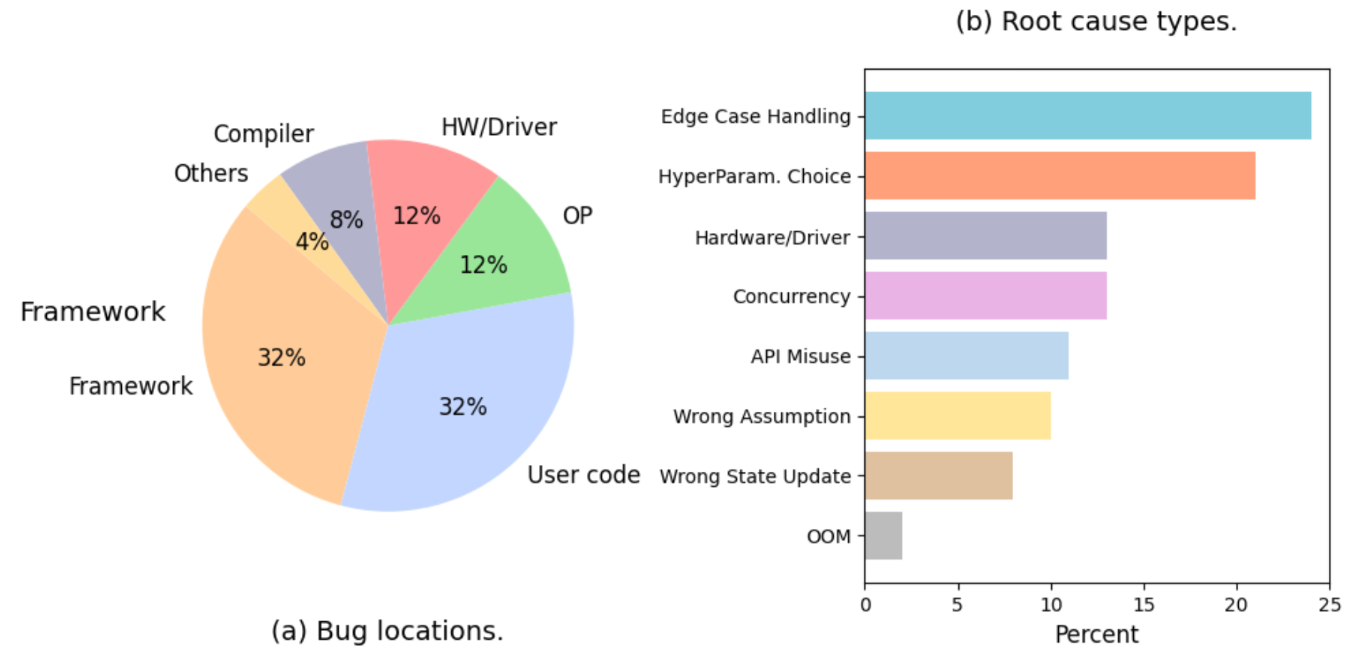 (b) Root cause types.
Compiler
HW/Driver
Others
OP
8%
12%
4%
12%
Framework
32%
Framework
32%
User code
(a) Bug locations.
Edge Case Handling
HyperParam. Choice
Hardware/Driver
Concurrency
API Misuse
Wrong Assumption
Wrong State Update
OOM
0 5 10 15 20 25
Percent